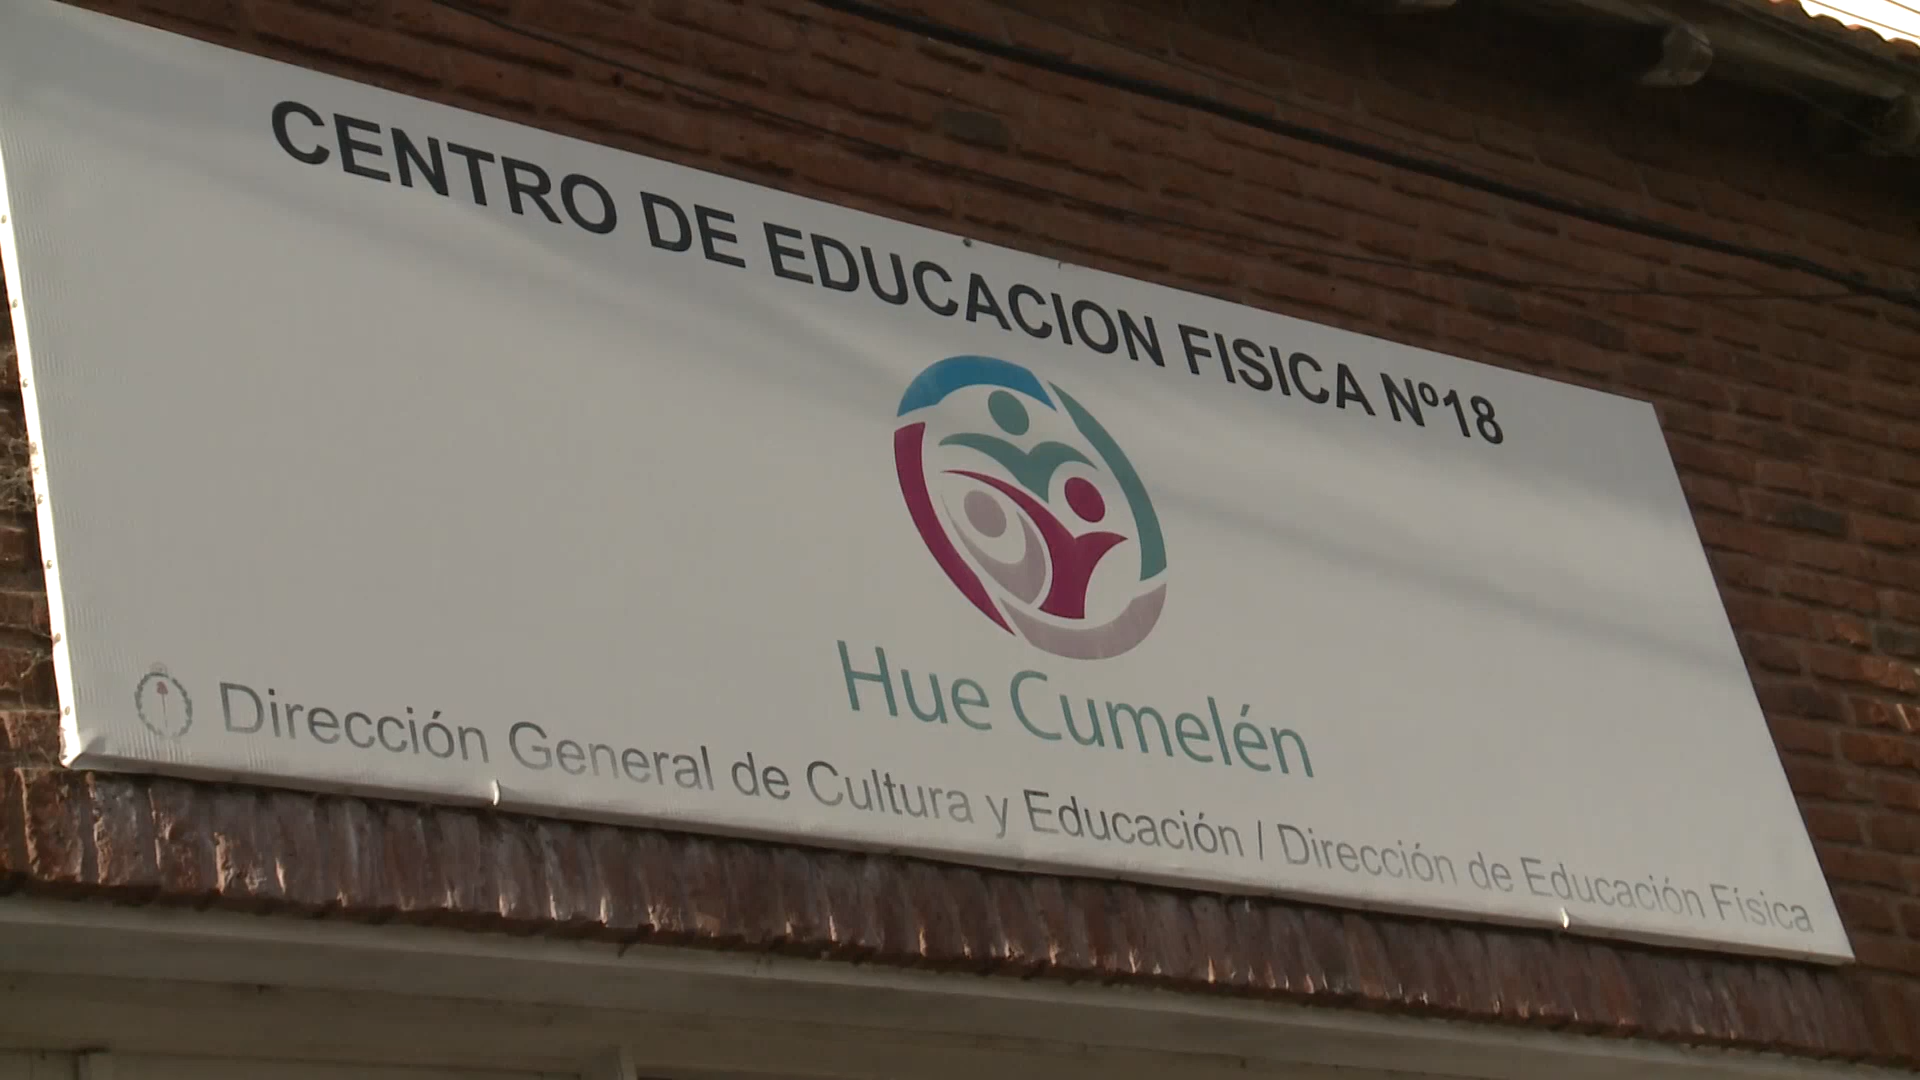 CENTRO DE EDUCACION FISICA Nº18
Hue Cumelén
Dirección General de Cultura y Educación / Dirección de Educación Física